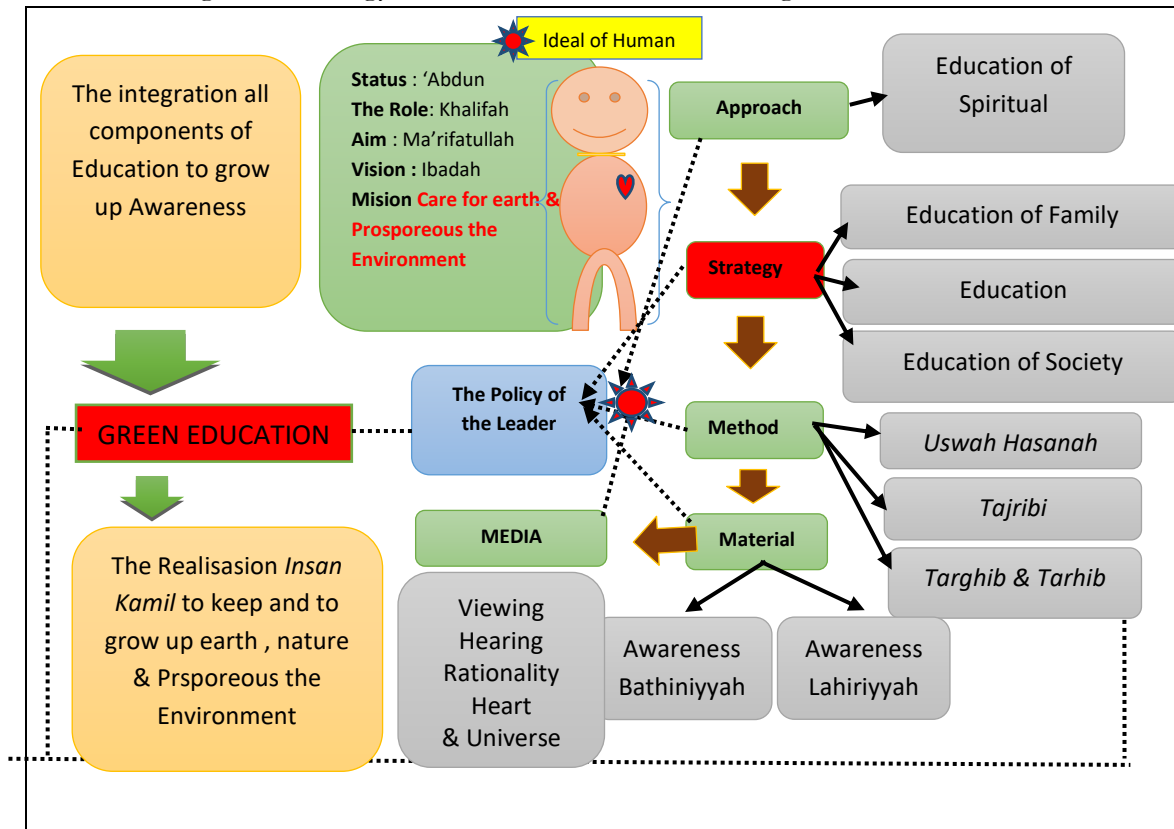 Ideal of Human
The integration all
components of
Education to grow
up Awareness
Status : ‘Abdun
The Role: Khalifah
Aim : Ma’rifatullah
Vision : Ibadah
Mision Care for earth &
Prosporeous the
Environment
Approach
Education of
Spiritual
Strategy
Education of Family
Education
Education of Society
GREEN EDUCATION
The Policy of
the Leader
Method
Uswah Hasanah
Tajribi
Targhib & Tarhib
MEDIA
Material
The Realisasion Insan
Kamil to keep and to
grow up earth , nature
& Prsporeous the
Environment
Viewing
Hearing
Rationality
Heart
& Universe
Awareness
Bathiniyyah
Awareness
Lahiriyyah